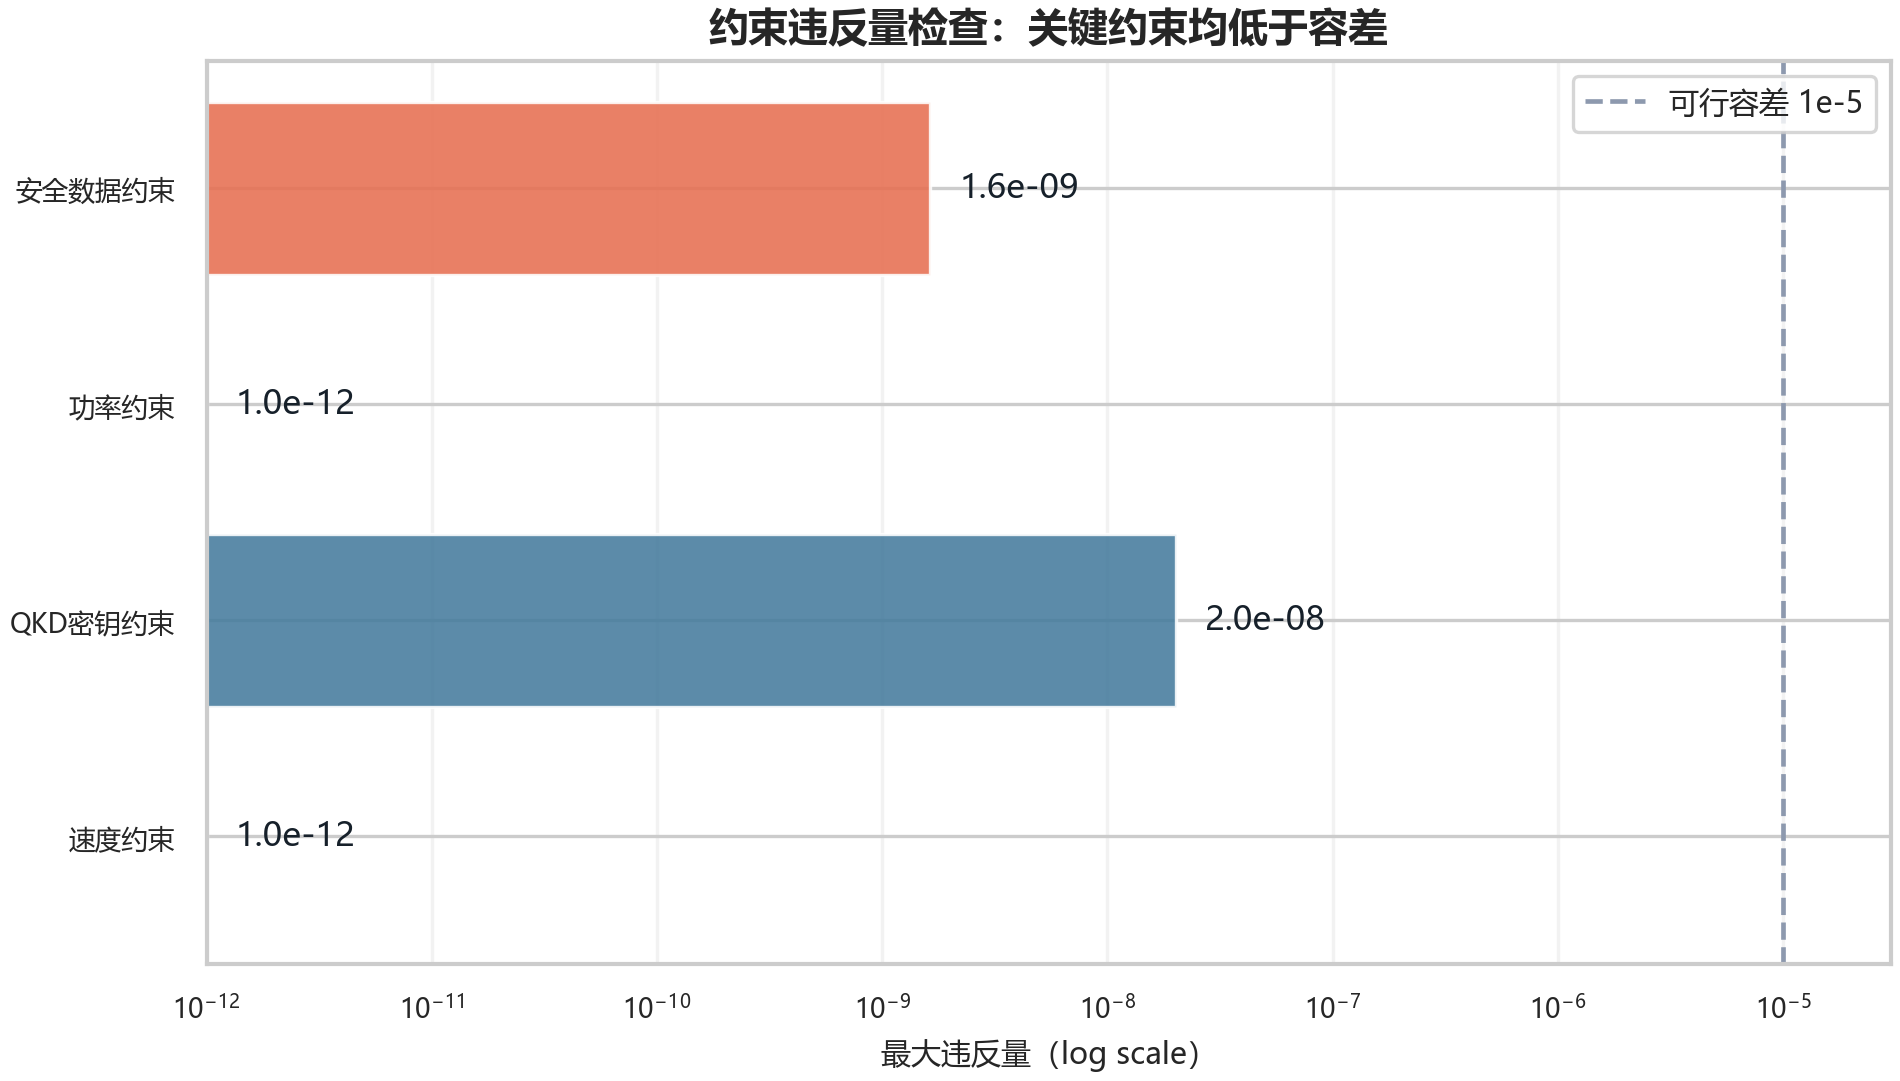 约束违反量检查：关键约束均低于容差
可行容差 1e-5
安全数据约束
1.6e-09
功率约束
1.0e-12
QKD密钥约束
2.0e-08
速度约束
1.0e-12
10⁻¹² 10⁻¹¹ 10⁻¹⁰ 10⁻⁹ 10⁻⁸ 10⁻⁷ 10⁻⁶ 10⁻⁵
最大违反量（log scale）